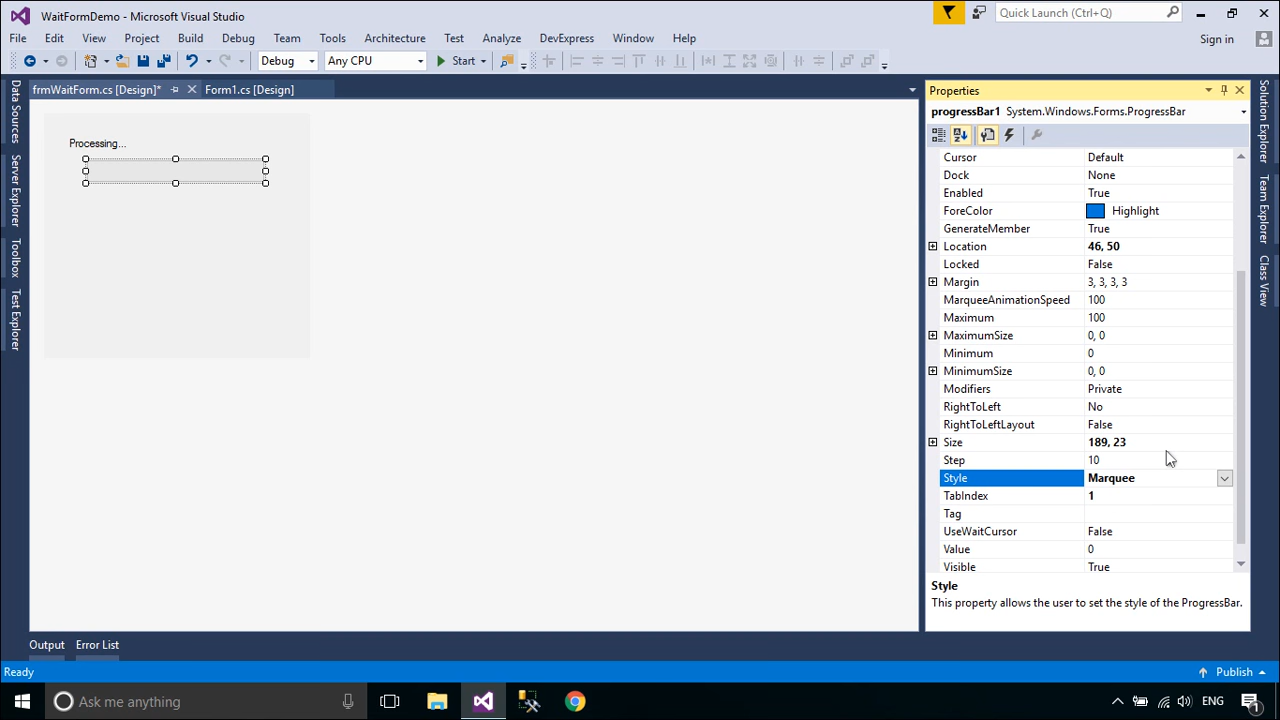 WaitFormDemo - Microsoft Visual Studio
Quick Launch (Ctrl+Q)
File Edit View Project Build Debug Team Tools Architecture Test Analyze DevExpress Window Help
Sign in
Debug Any CPU Start
frmWaitForm.cs [Design]* Form1.cs [Design]
Data Sources
Server Explorer
Toolbox
Test Explorer
Processing...
Properties
progressBar1 System.Windows.Forms.ProgressBar
Cursor Default
Dock None
Enabled True
ForeColor Highlight
GenerateMember True
Location 46, 50
Locked False
Margin 3, 3, 3, 3
MarqueeAnimationSpeed 100
Maximum 100
MaximumSize 0, 0
Minimum 0
MinimumSize 0, 0
Modifiers Private
RightToLeft No
RightToLeftLayout False
Size 189, 23
Step 10
Style Marquee
TabIndex 1
Tag
UseWaitCursor False
Value 0
Visible True
Style
This property allows the user to set the style of the ProgressBar.
Solution Explorer
Team Explorer
Class View
Output Error List
Ready
Publish
Ask me anything
ENG
1